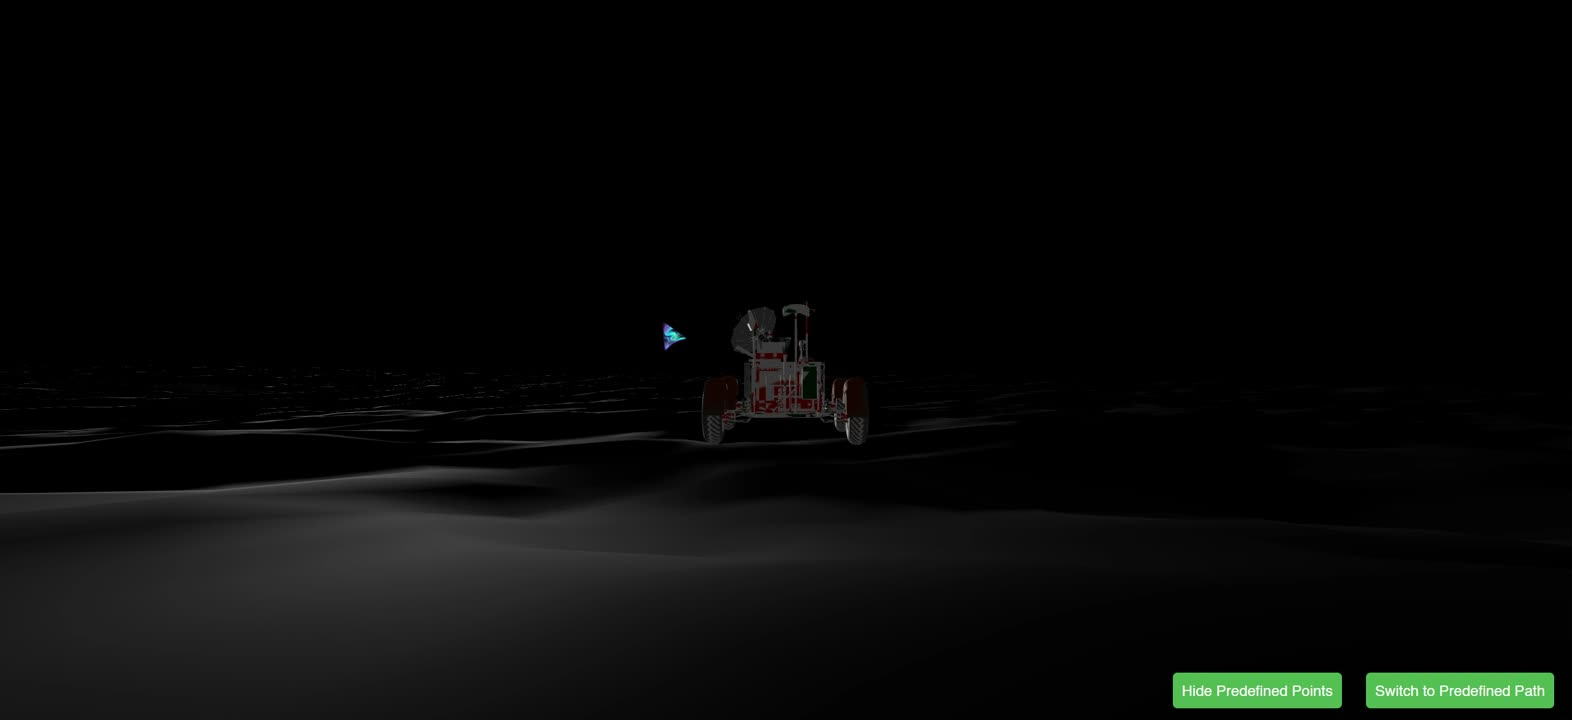 Hide Predefined Points
Switch to Predefined Path